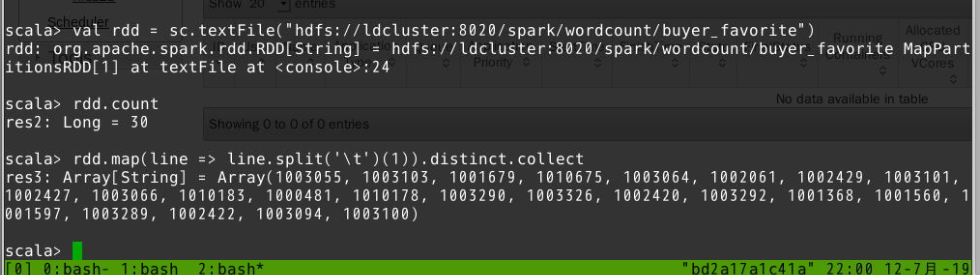 Show 20 entries
Scheduler
scala> val rdd = sc.textFile("hdfs://ldcluster:8020/spark/wordcount/buyer_favorite")
rdd: org.apache.spark.rdd.RDD[String] = hdfs://ldcluster:8020/spark/wordcount/buyer_favorite MapPart
itionsRDD[1] at textFile at <console>:24
Priority
Running
Containers
Allocated
VCores
scala> rdd.count
res2: Long = 30
No data available in table
Showing 0 to 0 of 0 entries
scala> rdd.map(line => line.split('\t')(1)).distinct.collect
res3: Array[String] = Array(1003055, 1003103, 1001679, 1010675, 1003064, 1002061, 1002429, 1003101,
1002427, 1003066, 1010183, 1000481, 1010178, 1003290, 1003326, 1002420, 1003292, 1001368, 1001560, 1
001597, 1003289, 1002422, 1003094, 1003100)
scala>
[0] 0:bash- 1:bash 2:bash* "bd2a17a1c41a" 22:00 12-7月 -19